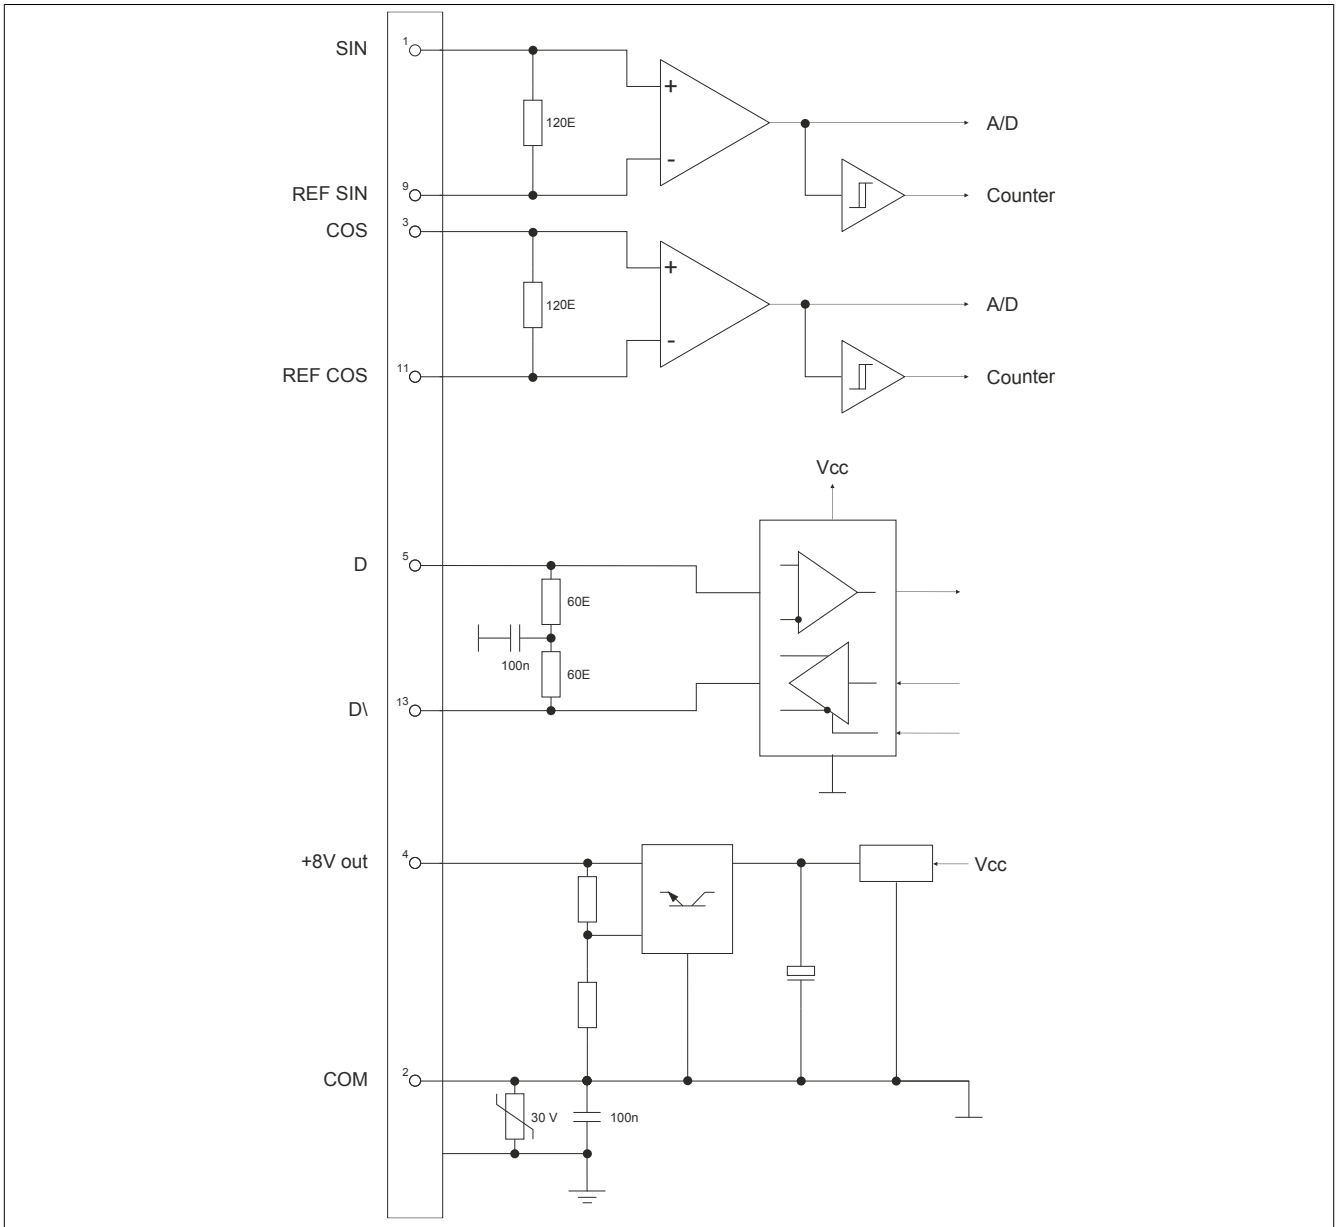 SIN 1
+
120E
A/D
-
REF SIN 9
Counter
COS 3
+
120E
A/D
-
REF COS 11
Counter
Vcc
D 5
60E
100n
60E
D\ 13
+8V out 4
Vcc
COM 2
30 V
100n